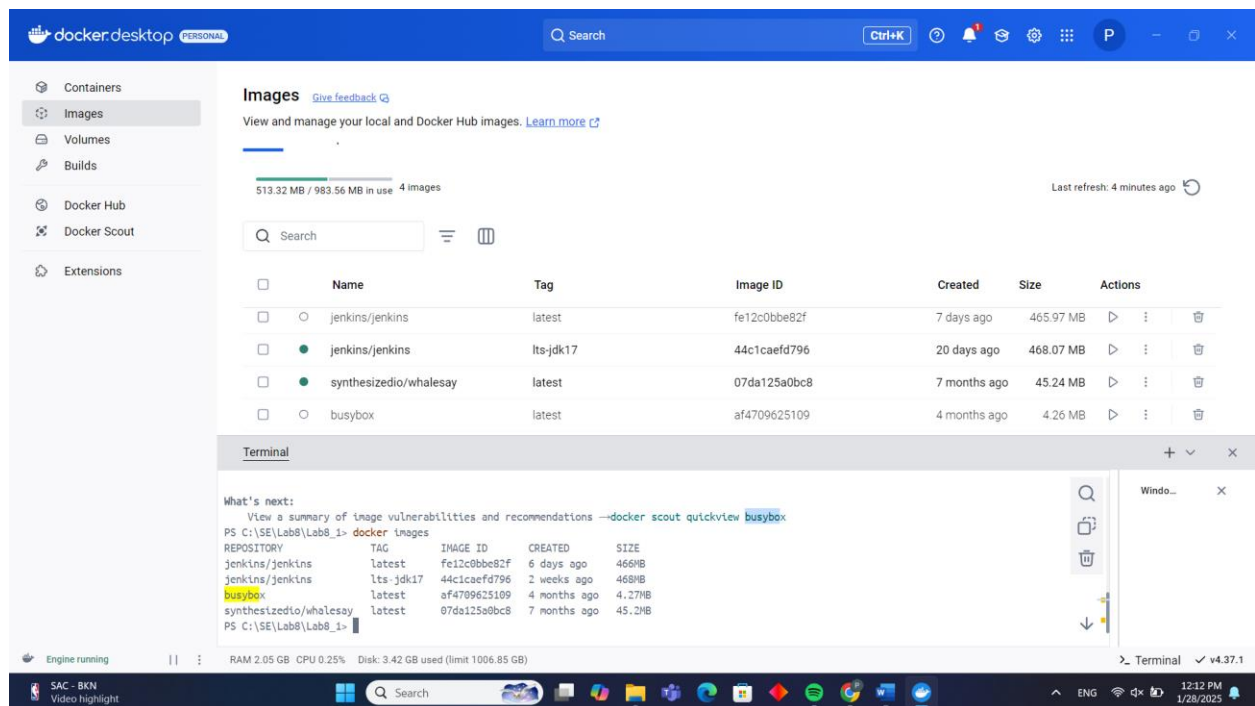 docker.desktop PERSONAL
Search
Ctrl+K
1
P
Containers
Images
Volumes
Builds
Docker Hub
Docker Scout
Extensions
Images Give feedback
View and manage your local and Docker Hub images. Learn more
513.32 MB / 983.56 MB in use 4 images
Last refresh: 4 minutes ago
Search
Name Tag Image ID Created Size Actions
jenkins/jenkins latest fe12c0bbe82f 7 days ago 465.97 MB
jenkins/jenkins lts-jdk17 44c1caefd796 20 days ago 468.07 MB
synthesizedio/whalesay latest 07da125a0bc8 7 months ago 45.24 MB
busybox latest af4709625109 4 months ago 4.26 MB
Terminal
Windo...
What's next:
View a summary of image vulnerabilities and recommendations → docker scout quickview busybox
PS C:\SE\Lab8\Lab8_1> docker images
REPOSITORY TAG IMAGE ID CREATED SIZE
jenkins/jenkins latest fe12c0bbe82f 6 days ago 466MB
jenkins/jenkins lts-jdk17 44c1caefd796 2 weeks ago 468MB
busybox latest af4709625109 4 months ago 4.27MB
synthesizedio/whalesay latest 07da125a0bc8 7 months ago 45.2MB
PS C:\SE\Lab8\Lab8_1>
Engine running
RAM 2.05 GB CPU 0.25% Disk: 3.42 GB used (limit 1006.85 GB)
>_ Terminal ✓ v4.37.1
SAC - BKN
Video highlight
Search
ENG
12:12 PM
1/28/2025